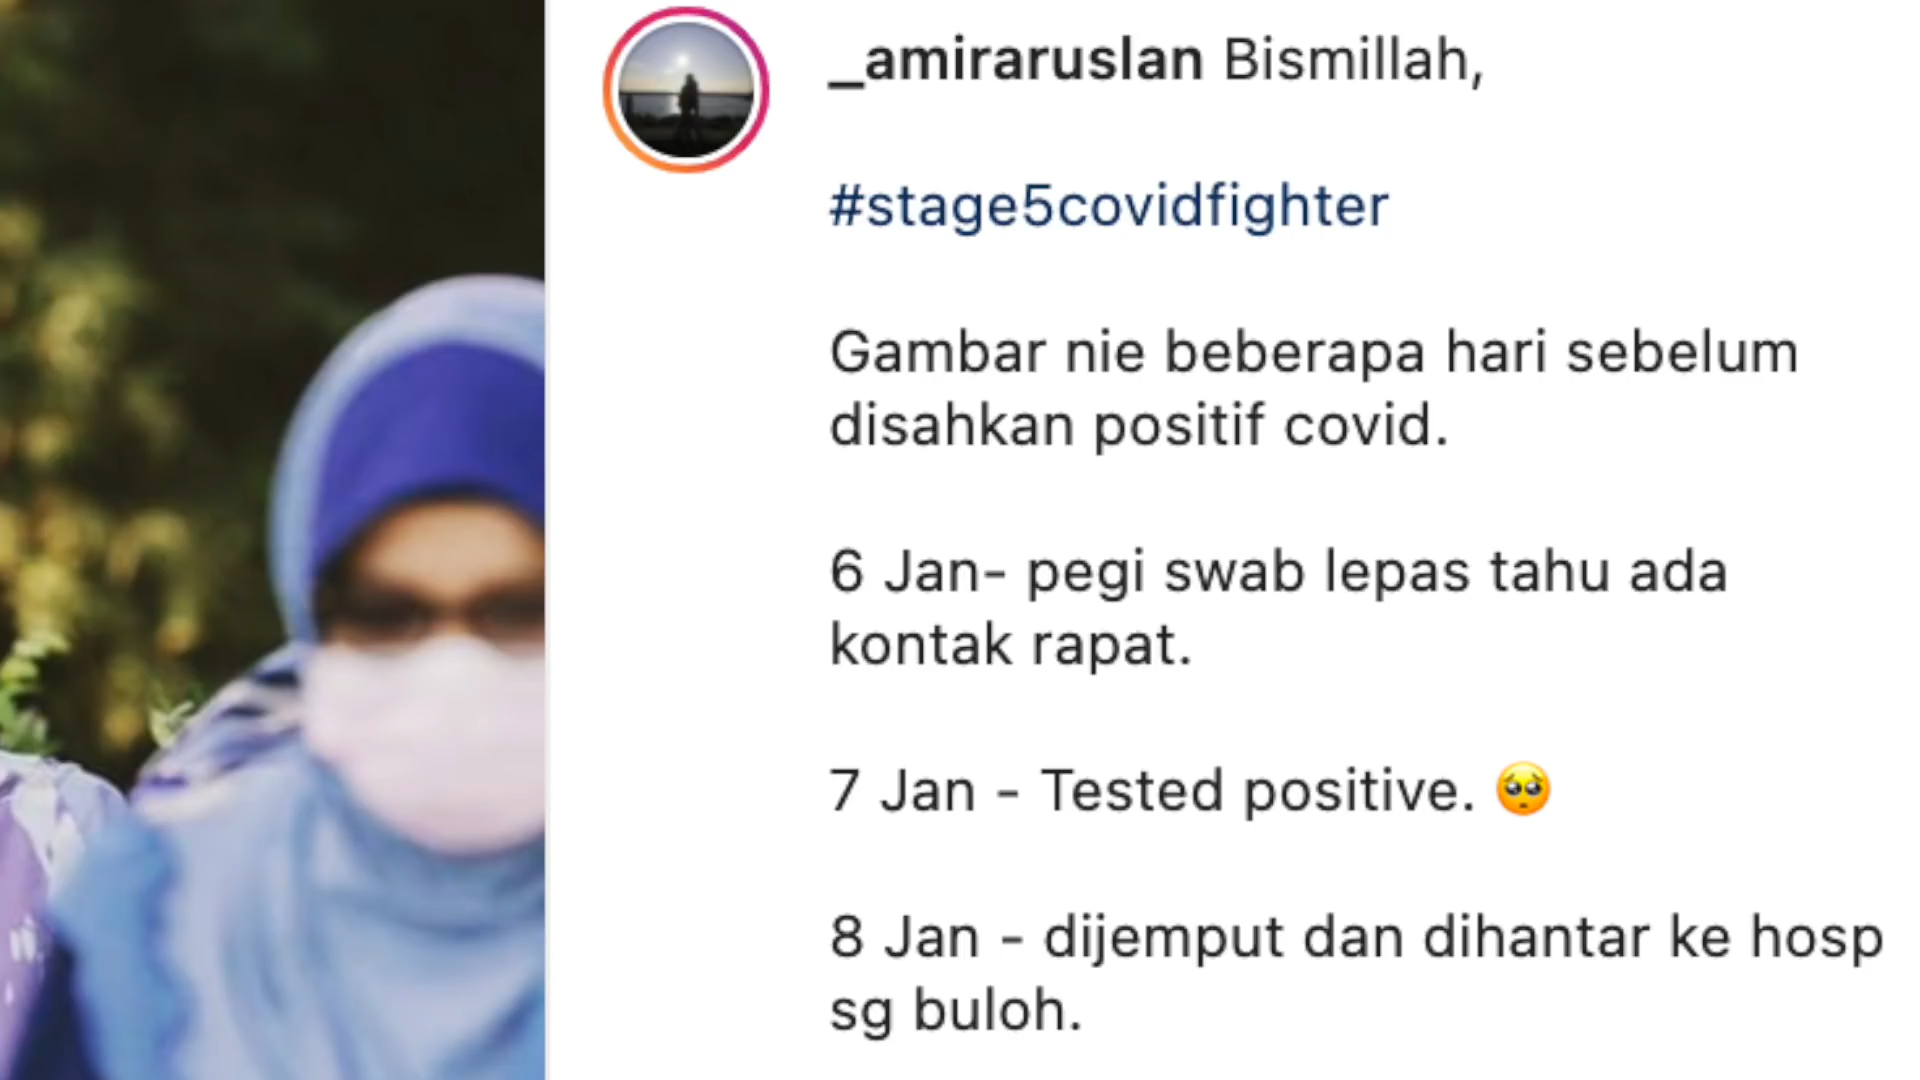 _amiraruslan Bismillah,
#stage5covidfighter
Gambar nie beberapa hari sebelum
disahkan positif covid.
6 Jan- pegi swab lepas tahu ada
kontak rapat.
7 Jan - Tested positive. 🥺
8 Jan - dijemput dan dihantar ke hosp
sg buloh.